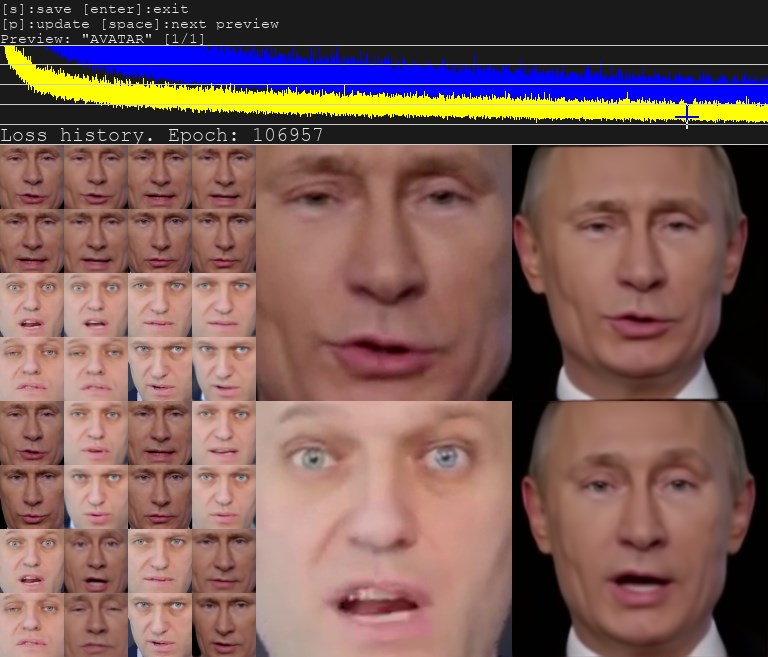 [s]:save [enter]:exit
[p]:update [space]:next preview
Preview: "AVATAR" [1/1]
Loss history. Epoch: 106957